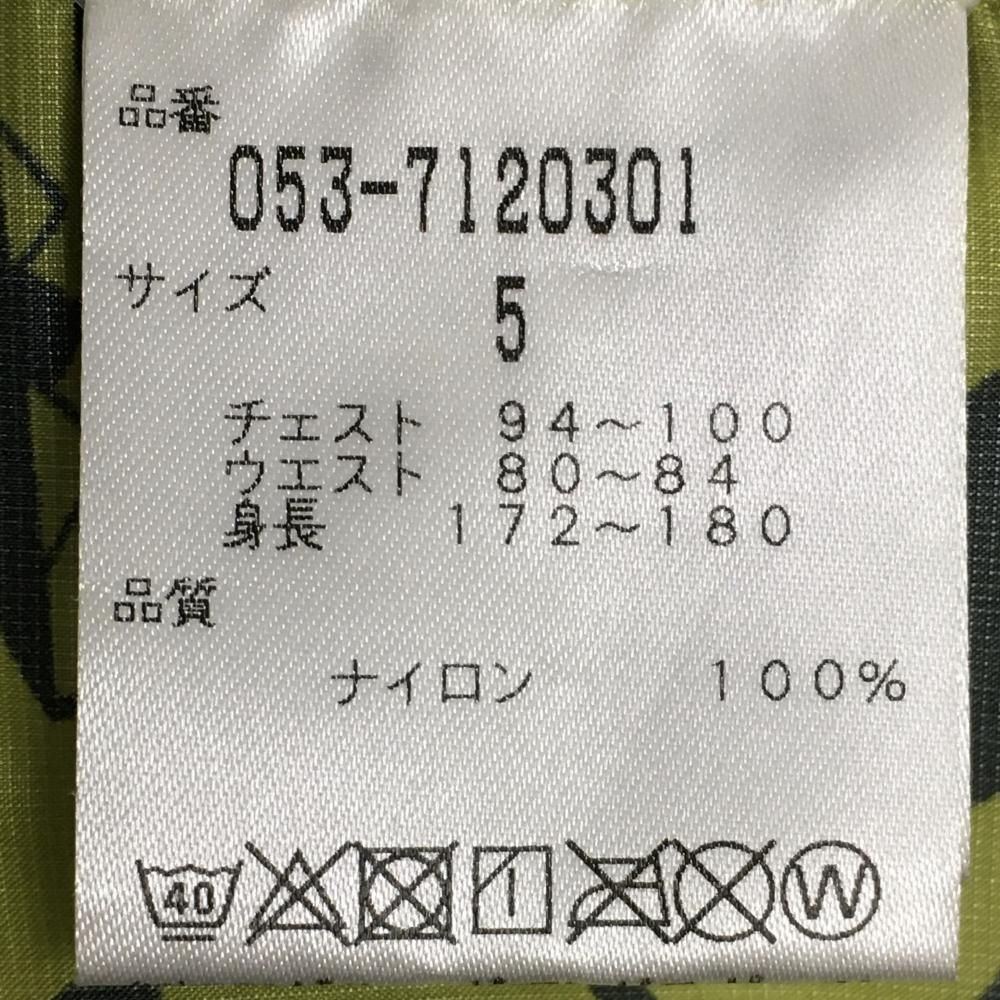 品番
053-7120301
サイズ
5
チェスト 94～100
ウエスト 80～84
身長 172～180
品質
ナイロン 100%
40 W